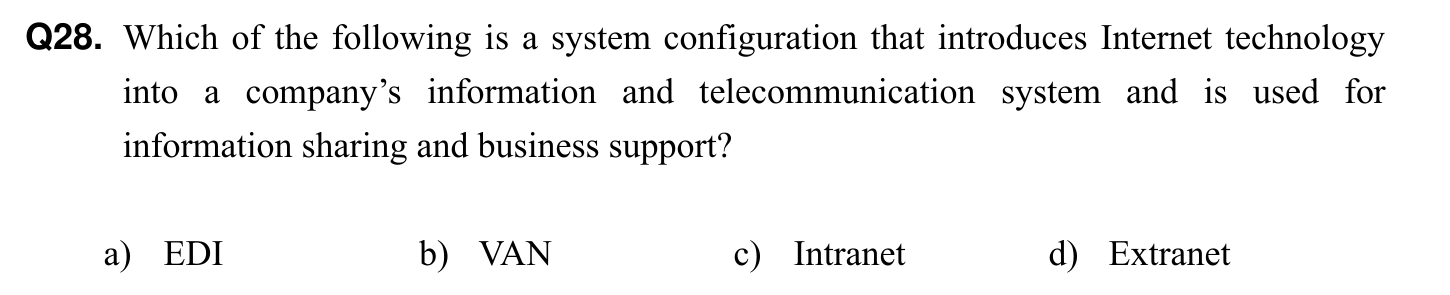 Q28. Which of the following is a system configuration that introduces Internet technology
into a company’s information and telecommunication system and is used for
information sharing and business support?
a) EDI b) VAN c) Intranet d) Extranet